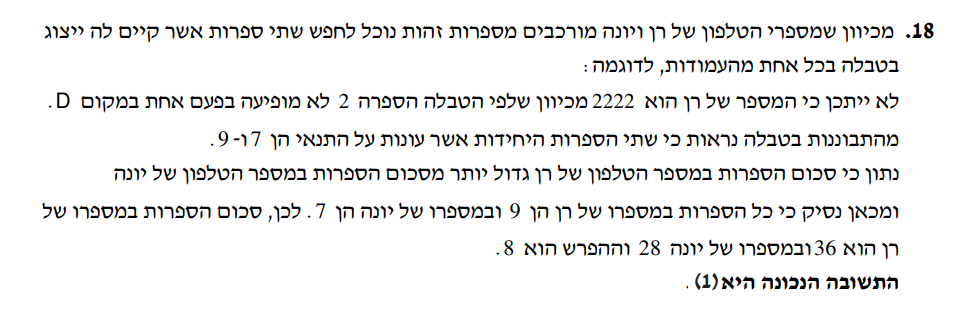 18. מכיוון שמספרי הטלפון של רן ויונה מורכבים מספרות זהות נוכל לחפש שתי ספרות אשר קיים לה ייצוג
בטבלה בכל אחת מהעמודות, לדוגמה:
לא ייתכן כי המספר של רן הוא 2222 מכיוון שלפי הטבלה הספרה 2 לא מופיעה בפעם אחת במקום D.
מהתבוננות בטבלה נראות כי שתי הספרות היחידות אשר עונות על התנאי הן 7 ו-9.
נתון כי סכום הספרות במספר הטלפון של רן גדול יותר מסכום הספרות במספר הטלפון של יונה
ומכאן נסיק כי כל הספרות במספרו של רן הן 9 ובמספרו של יונה הן 7. לכן, סכום הספרות במספרו של
רן הוא 36 ובמספרו של יונה 28 וההפרש הוא 8.
התשובה הנכונה היא (1).